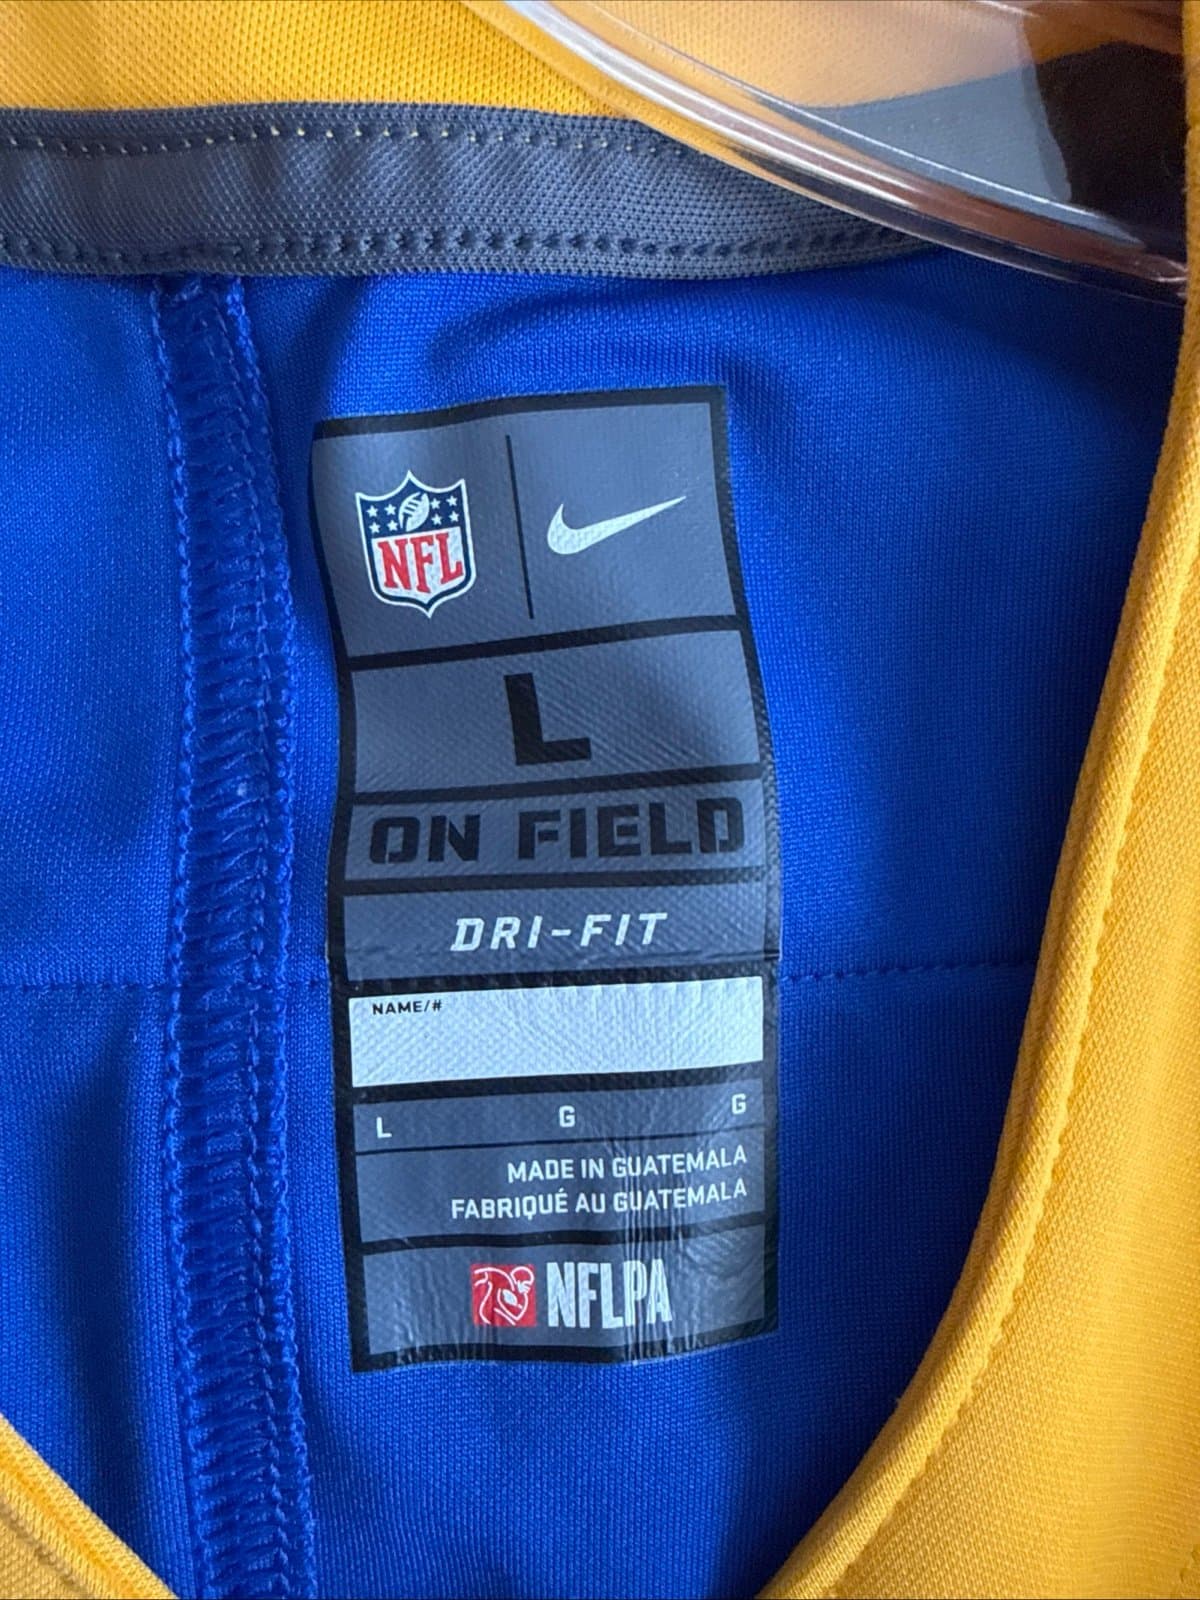 NFL
L
ON FIELD
DRI-FIT
NAME/#
L G G
MADE IN GUATEMALA
FABRIQUÉ AU GUATEMALA
NFLPA